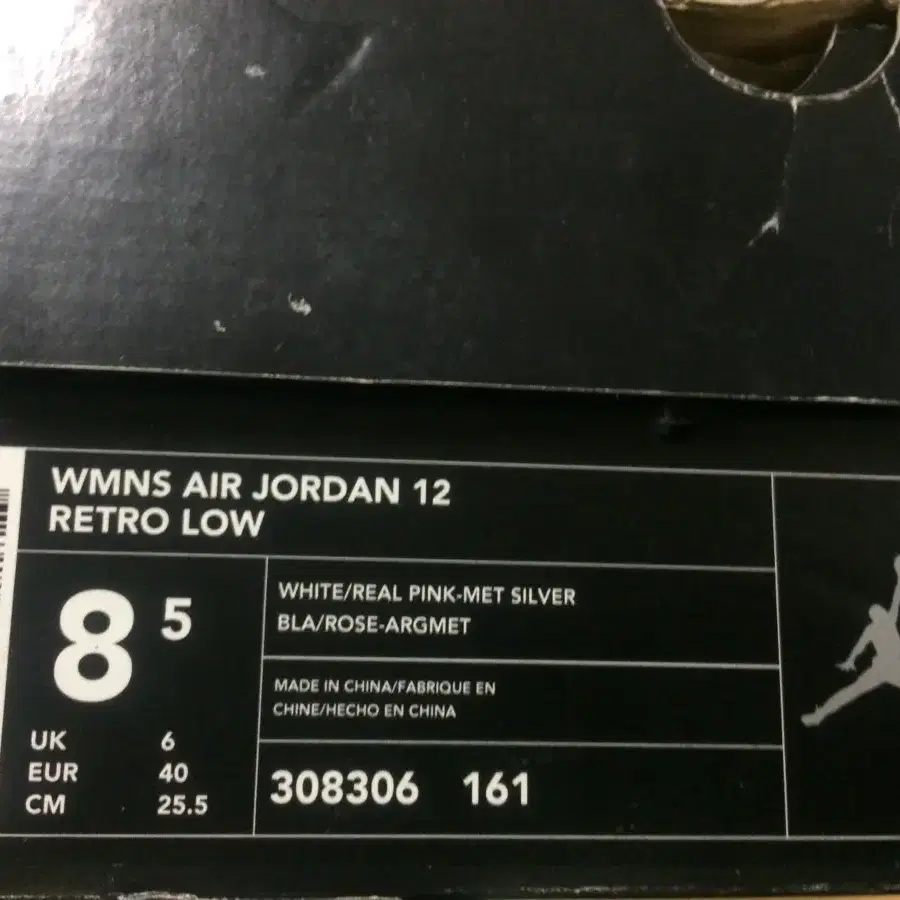 WMNS AIR JORDAN 12
RETRO LOW
8 5
UK 6
EUR 40
CM 25.5
WHITE/REAL PINK-MET SILVER
BLA/ROSE-ARGMET
MADE IN CHINA/FABRIQUE EN
CHINE/HECHO EN CHINA
308306 161